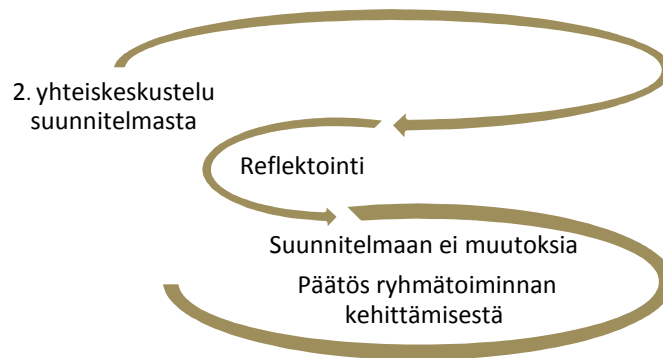 2. yhteiskeskustelu
suunnitelmasta
Reflektointi
Suunnitelmaan ei muutoksia
Päätös ryhmätoiminnan
kehittämisestä